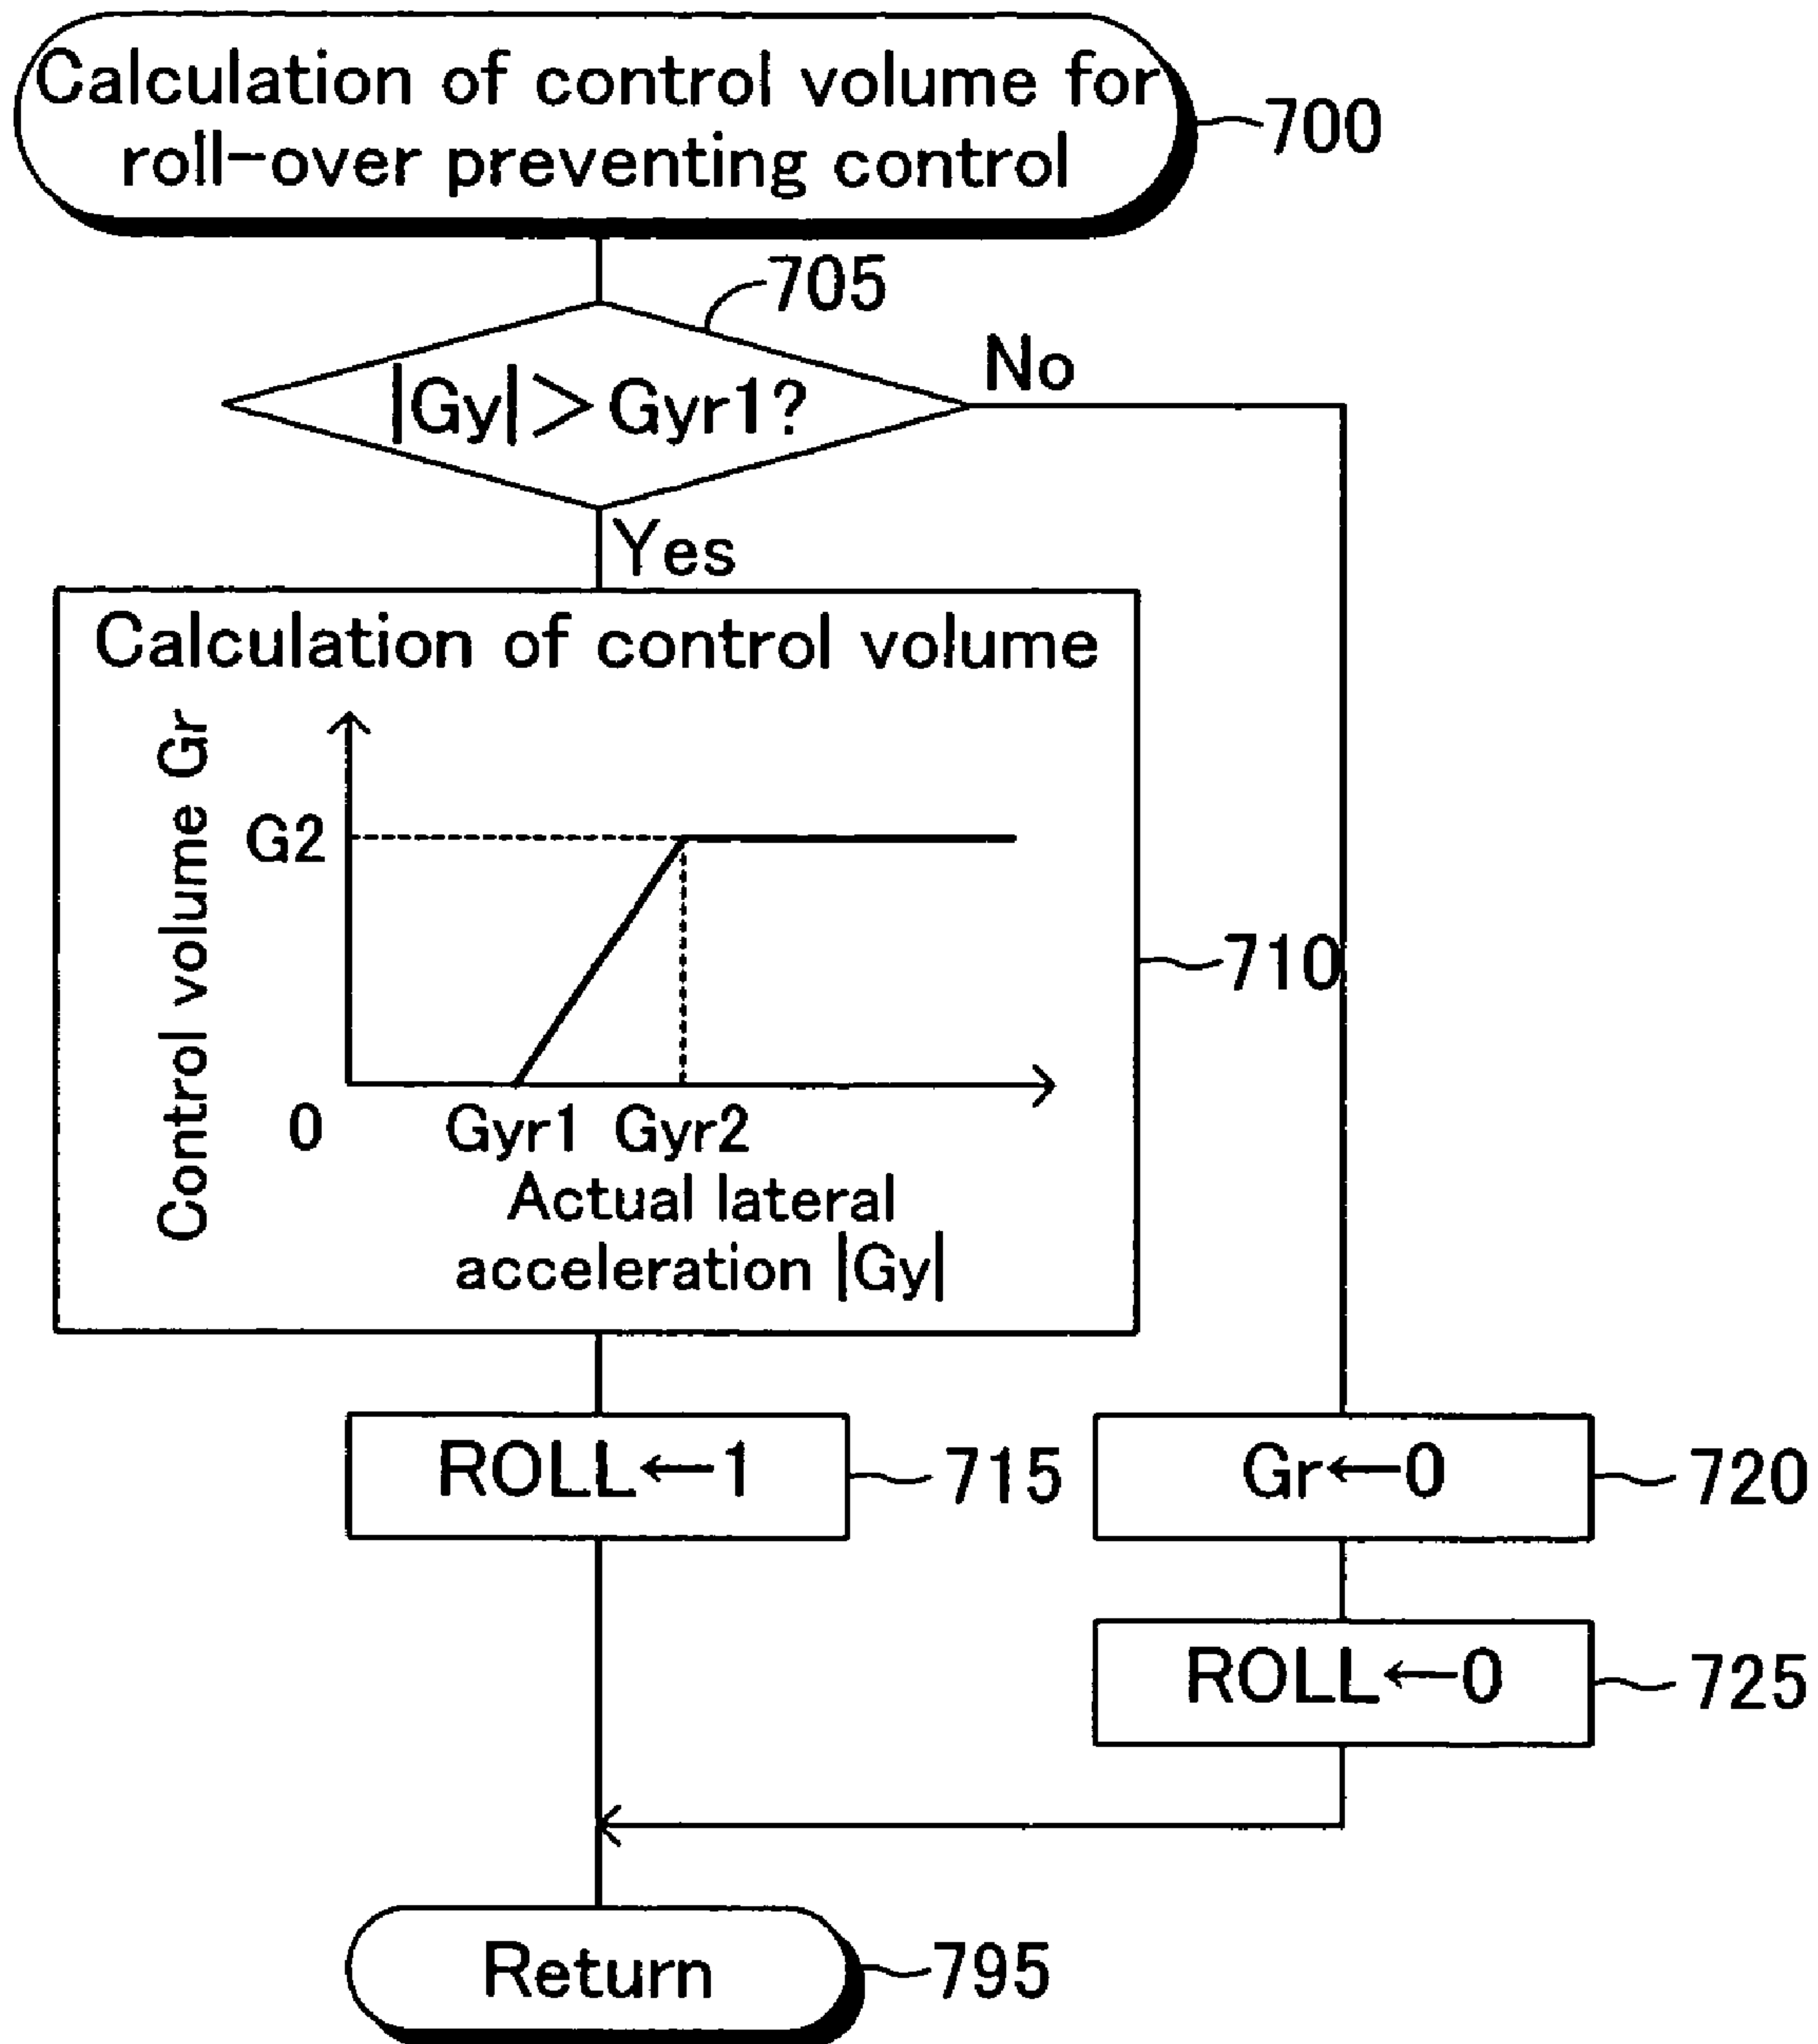 Calculation of control volume for
roll-over preventing control
700
705
|Gy|>Gyr1?
No
Yes
Calculation of control volume
Control volume Gr
G2
710
0
Gyr1
Gyr2
Actual lateral
acceleration |Gy|
ROLL←1
715
Gr←0
720
ROLL←0
725
Return
795